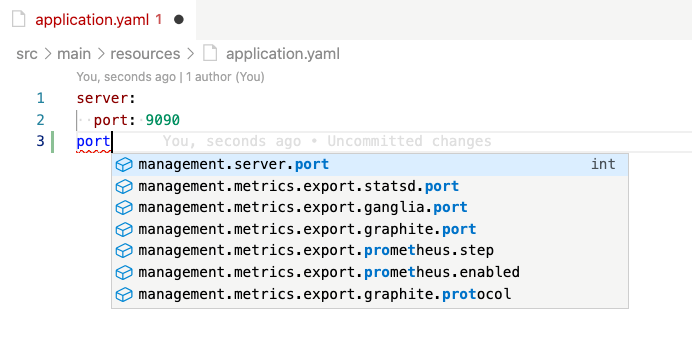 application.yaml 1
src > main > resources > application.yaml
You, seconds ago | 1 author (You)
1 server:
2 port: 9090
3 port You, seconds ago • Uncommitted changes
management.server.port int
management.metrics.export.statsd.port
management.metrics.export.ganglia.port
management.metrics.export.graphite.port
management.metrics.export.prometheus.step
management.metrics.export.prometheus.enabled
management.metrics.export.graphite.protocol